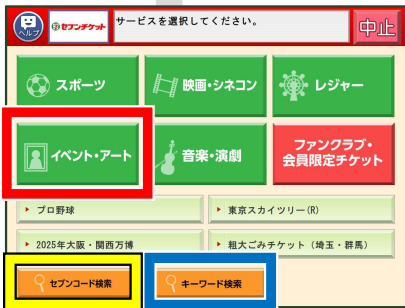 ヘルプ
セブンチケット
サービスを選択してください。
中止
スポーツ
映画・シネコン
レジャー
イベント・アート
音楽・演劇
ファンクラブ・
会員限定チケット
プロ野球
東京スカイツリー(R)
2025年大阪・関西万博
粗大ごみチケット（埼玉・群馬）
セブンコード検索
キーワード検索